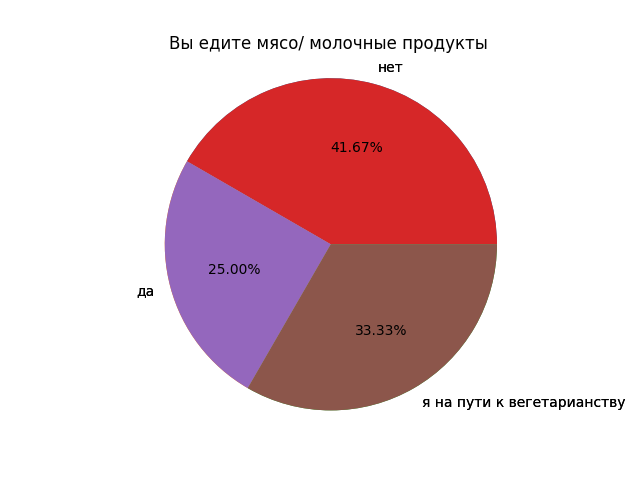 Вы едите мясо/ молочные продукты
нет
41.67%
25.00%
да
33.33%
я на пути к вегетарианству